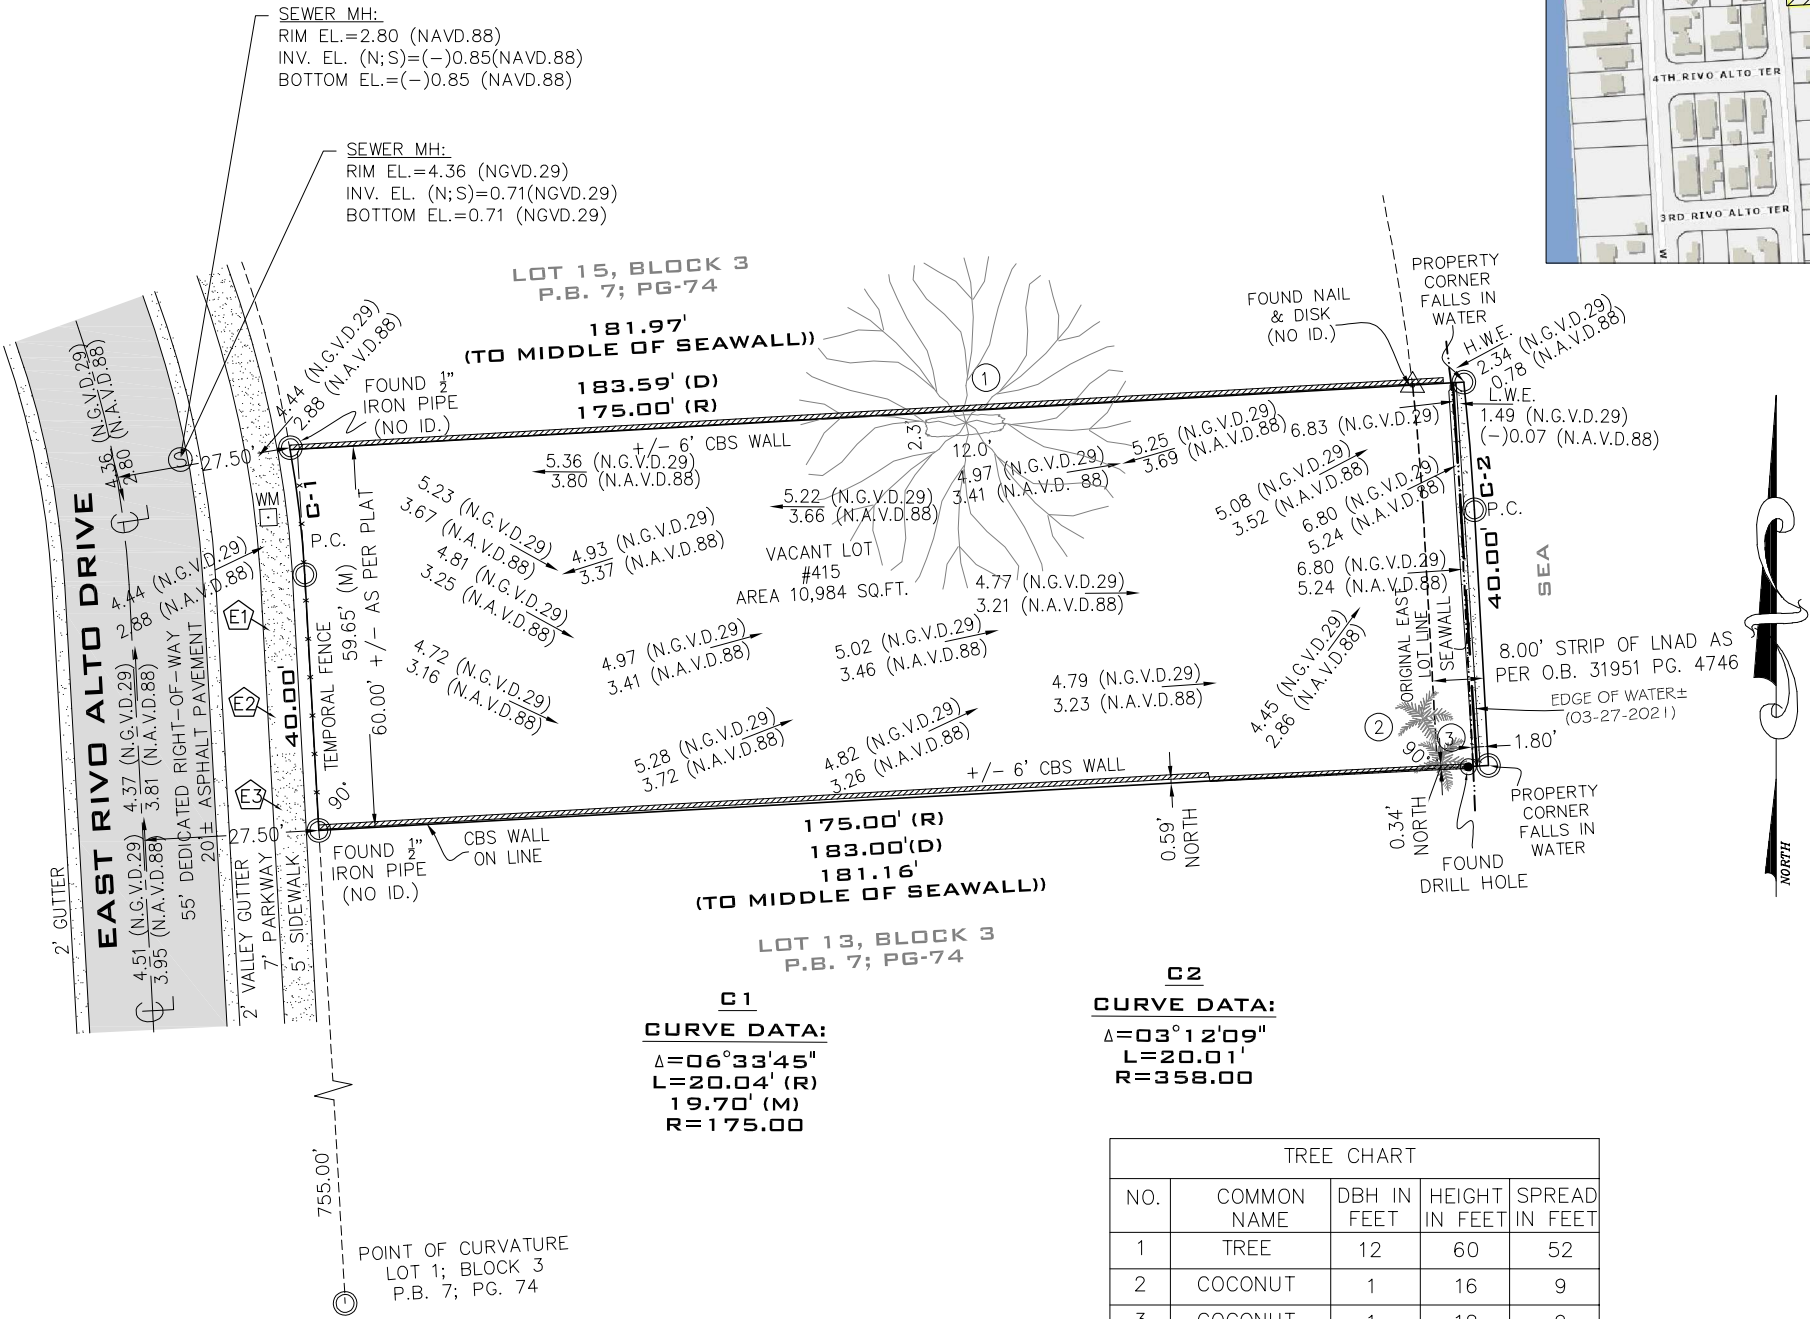 SEWER MH:
RIM EL.=2.80 (NAVD.88)
INV. EL. (N;S)=(-)0.85(NAVD.88)
BOTTOM EL.=(-)0.85 (NAVD.88)
SEWER MH:
RIM EL.=4.36 (NGVD.29)
INV. EL. (N;S)=0.71(NGVD.29)
BOTTOM EL.=0.71 (NGVD.29)
4TH RIVO ALTO TER
3RD RIVO ALTO TER
W
LOT 15, BLOCK 3
P.B. 7; PG-74
181.97'
(TO MIDDLE OF SEAWALL))
183.59' (D)
175.00' (R)
+/- 6' CBS WALL
FOUND 1/2"
IRON PIPE
(NO ID.)
4.44 (N.G.V.D.29)
2.88 (N.A.V.D.88)
4.36 (N.G.V.D.29)
2.80 (N.A.V.D.88)
S
27.50'
WM
C-1
P.C.
FOUND NAIL
& DISK
(NO ID.)
PROPERTY
CORNER
FALLS IN
WATER
H.W.E.
2.34 (N.G.V.D.29)
0.78 (N.A.V.D.88)
L.W.E.
1.49 (N.G.V.D.29)
(-)0.07 (N.A.V.D.88)
1
2.3'
12.0'
5.36 (N.G.V.D.29)
3.80 (N.A.V.D.88)
5.25 (N.G.V.D.29)
3.69 (N.A.V.D.88)
6.83 (N.G.V.D.29)
4.97 (N.G.V.D.29)
3.41 (N.A.V.D. 88)
5.22 (N.G.V.D.29)
3.66 (N.A.V.D.88)
5.23 (N.G.V.D.29)
3.67 (N.A.V.D.88)
4.93 (N.G.V.D.29)
3.37 (N.A.V.D.88)
4.81 (N.G.V.D.29)
3.25 (N.A.V.D.88)
5.08 (N.G.V.D.29)
3.52 (N.A.V.D.88)
6.80 (N.G.V.D.29)
5.24 (N.A.V.D.88)
6.80 (N.G.V.D.29)
5.24 (N.A.V.D.88)
VACANT LOT
#415
AREA 10,984 SQ.FT.
4.77 (N.G.V.D.29)
3.21 (N.A.V.D.88)
4.72 (N.G.V.D.29)
3.16 (N.A.V.D.88)
4.97 (N.G.V.D.29)
3.41 (N.A.V.D.88)
5.02 (N.G.V.D.29)
3.46 (N.A.V.D.88)
4.79 (N.G.V.D.29)
3.23 (N.A.V.D.88)
4.45 (N.G.V.D.29)
2.86 (N.A.V.D.88)
5.28 (N.G.V.D.29)
3.72 (N.A.V.D.88)
4.82 (N.G.V.D.29)
3.26 (N.A.V.D.88)
C-2
P.C.
40.00'
SEA
ORIGINAL EAST
LOT LINE
SEAWALL
8.00' STRIP OF LNAD AS
PER O.B. 31951 PG. 4746
EDGE OF WATER±
(03-27-2021)
2
3
90°
1.80'
EAST RIVO ALTO DRIVE
4.44 (N.G.V.D.29)
2.88 (N.A.V.D.88)
4.37 (N.G.V.D.29)
3.81 (N.A.V.D.88)
4.51 (N.G.V.D.29)
3.95 (N.A.V.D.88)
55' DEDICATED RIGHT-OF-WAY
20'± ASPHALT PAVEMENT
2' GUTTER
2' VALLEY GUTTER
7' PARKWAY
5' SIDEWALK
E1
E2
E3
40.00'
TEMPORAL FENCE
59.65' (M)
60.00' +/- AS PER PLAT
90°
27.50'
FOUND 1/2"
IRON PIPE
(NO ID.)
CBS WALL
ON LINE
+/- 6' CBS WALL
0.59'
NORTH
0.34'
NORTH
FOUND
DRILL HOLE
PROPERTY
CORNER
FALLS IN
WATER
NORTH
175.00' (R)
183.00'(D)
181.16'
(TO MIDDLE OF SEAWALL))
LOT 13, BLOCK 3
P.B. 7; PG-74
C1
CURVE DATA:
Δ=06°33'45"
L=20.04' (R)
19.70' (M)
R=175.00
C2
CURVE DATA:
Δ=03°12'09"
L=20.01'
R=358.00
755.00'
POINT OF CURVATURE
LOT 1; BLOCK 3
P.B. 7; PG. 74
TREE CHART
NO. COMMON NAME DBH IN FEET HEIGHT IN FEET SPREAD IN FEET
1 TREE 12 60 52
2 COCONUT 1 16 9
3 COCONUT 1